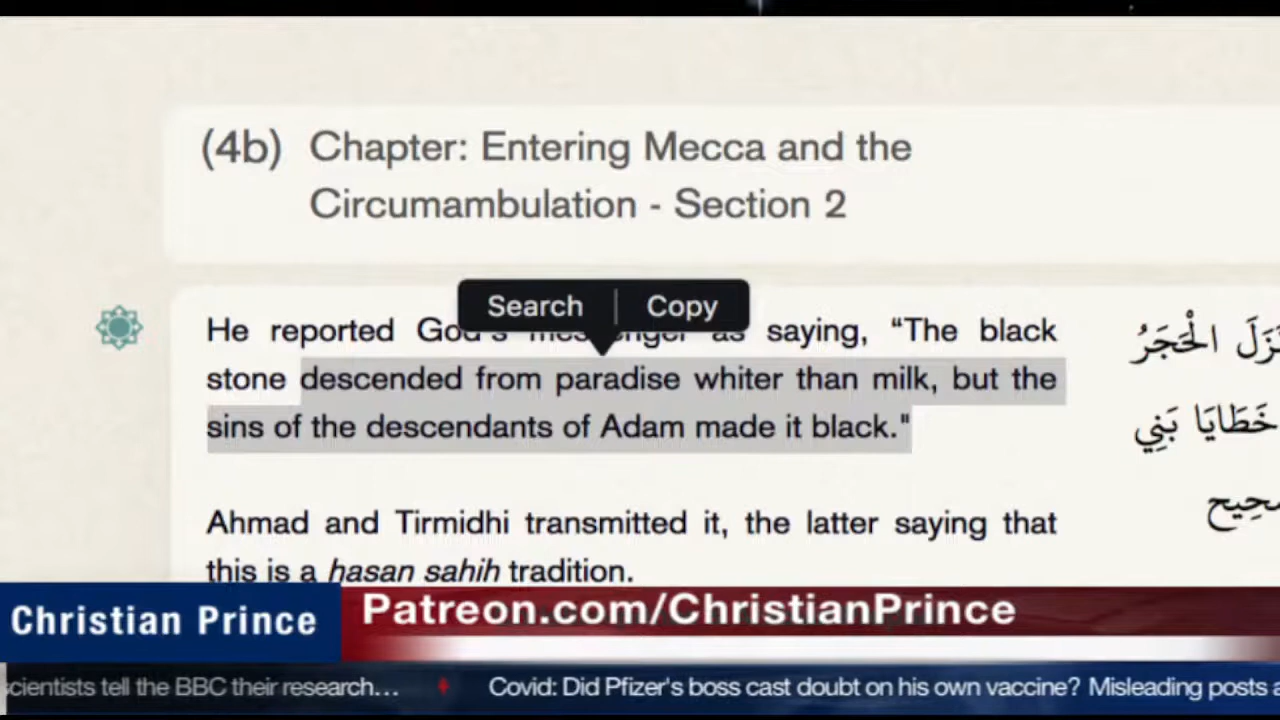 (4b) Chapter: Entering Mecca and the
Circumambulation - Section 2
Search Copy
He reported God's messenger as saying, “The black
stone descended from paradise whiter than milk, but the
sins of the descendants of Adam made it black."
Ahmad and Tirmidhi transmitted it, the latter saying that
this is a hasan sahih tradition.
الْحَجَرُ
خَطَايَا بَنِي
Christian Prince
Patreon.com/ChristianPrince
scientists tell the BBC their research... Covid: Did Pfizer's boss cast doubt on his own vaccine? Misleading posts